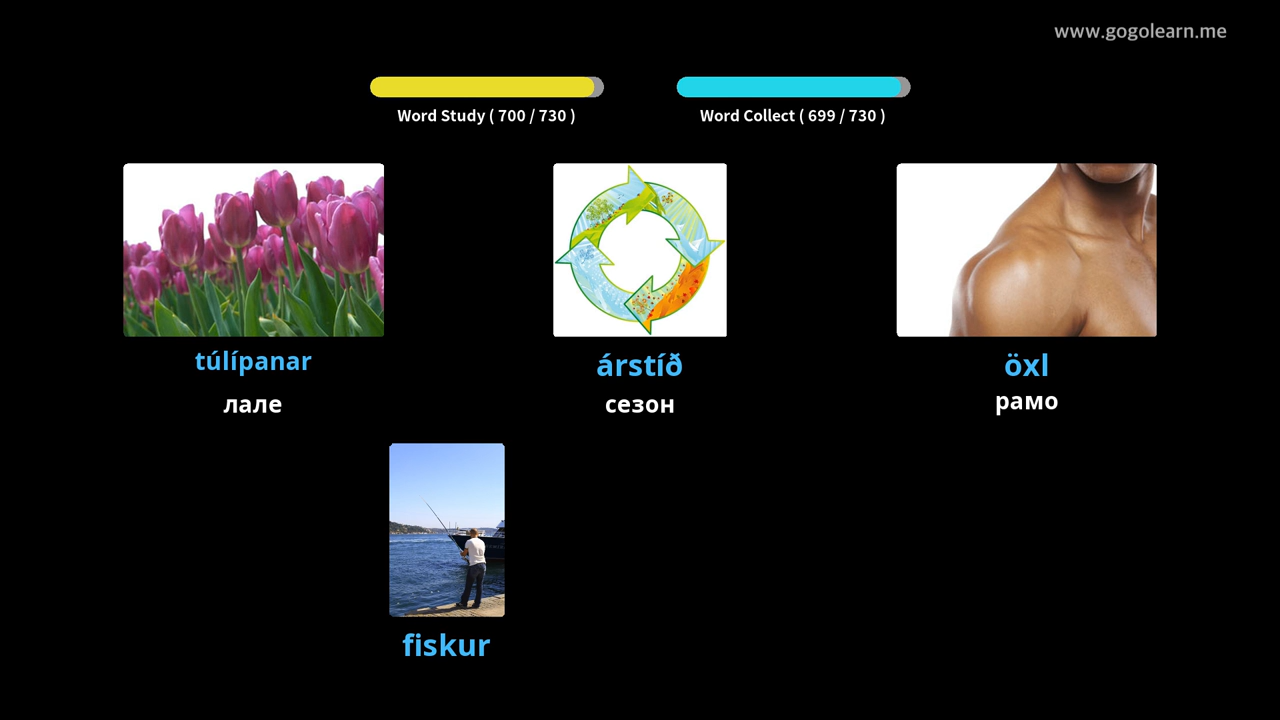 www.gogolearn.me
Word Study ( 700 / 730 )
Word Collect ( 699 / 730 )
túlípanar
árstíð
öxl
лале
сезон
рамо
fiskur